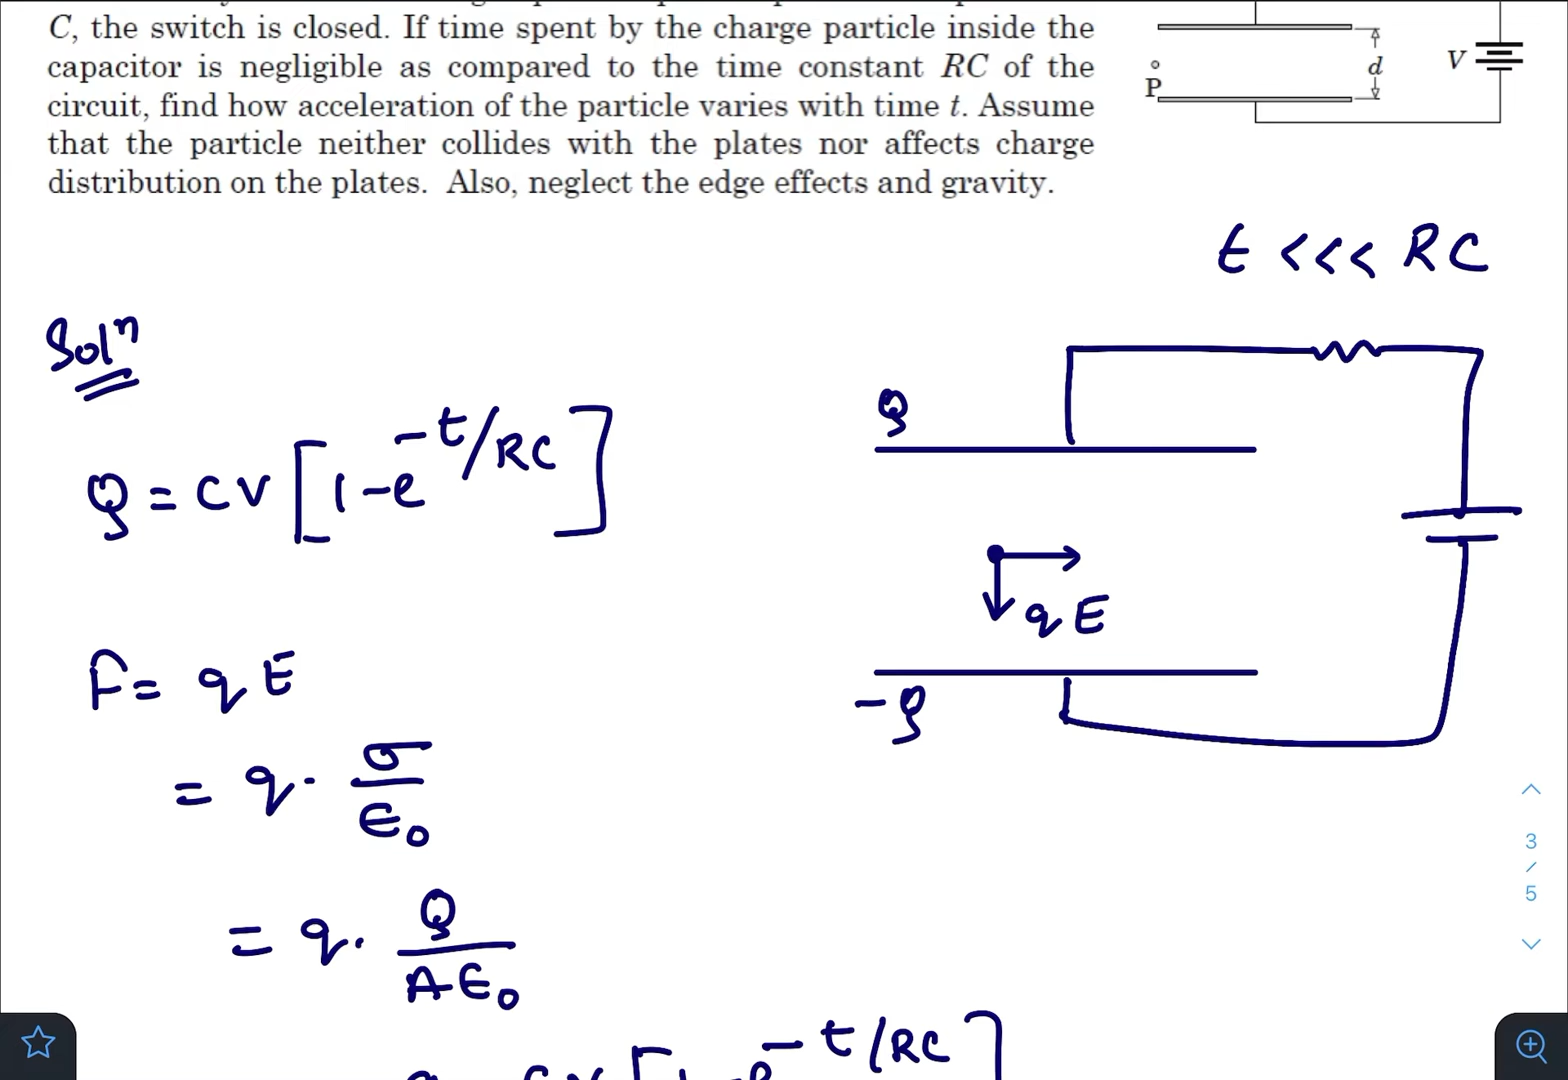 C, the switch is closed. If time spent by the charge particle inside the
capacitor is negligible as compared to the time constant RC of the
circuit, find how acceleration of the particle varies with time t. Assume
that the particle neither collides with the plates nor affects charge
distribution on the plates. Also, neglect the edge effects and gravity.
P
d
V
t <<< RC
Solⁿ
Q = CV [1-e^-t/RC]
Q
qE
-Q
F = qE
= q. σ/ε₀
= q. Q/Aε₀
- t/RC ]
3
/
5